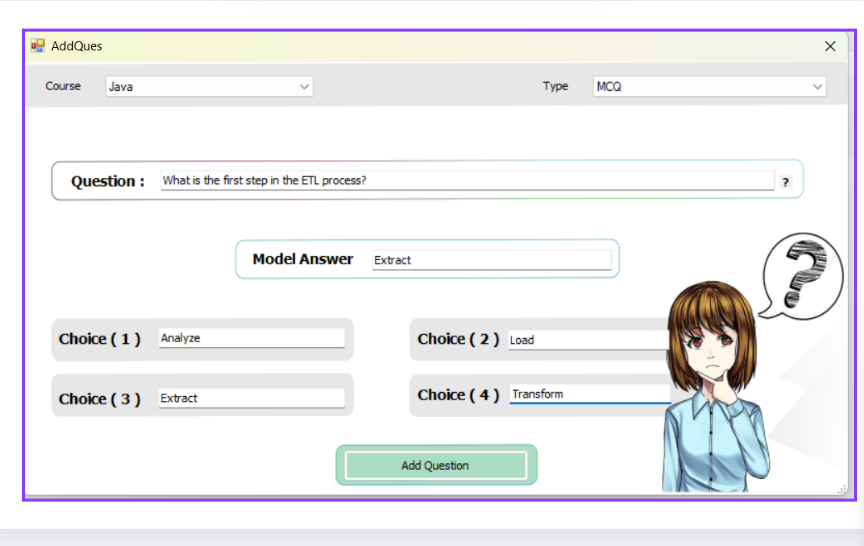 AddQues
Course Java Type MCQ
Question : What is the first step in the ETL process? ?
Model Answer Extract
Choice ( 1 ) Analyze Choice ( 2 ) Load
Choice ( 3 ) Extract Choice ( 4 ) Transform
Add Question
?